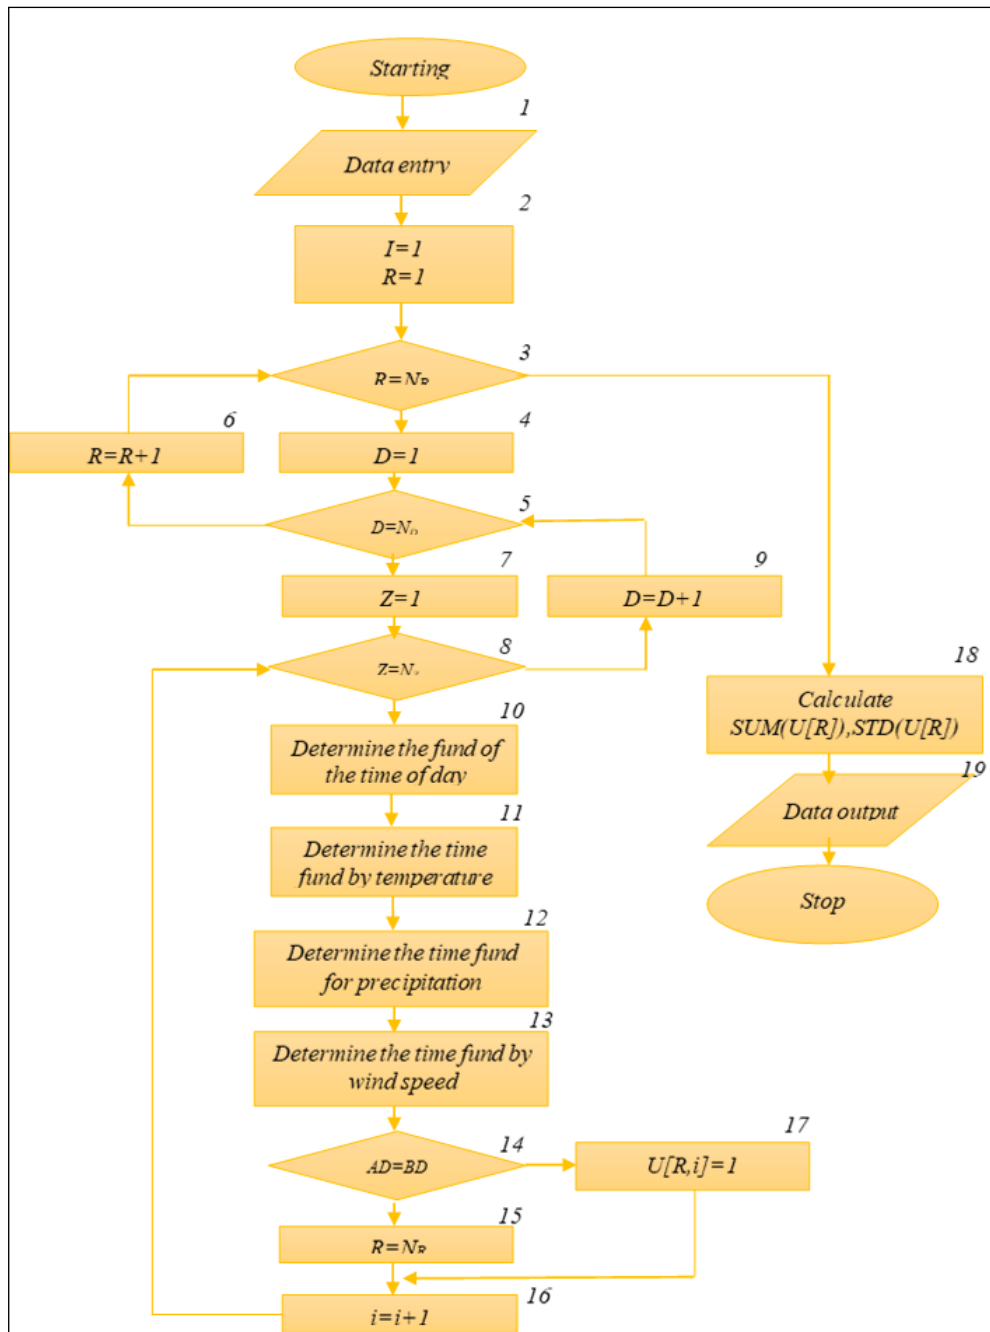 Starting
1
Data entry
2
I=1
R=1
3
R=N_R
4
D=1
6
R=R+1
5
D=N_D
7
Z=1
9
D=D+1
8
Z=N
10
Determine the fund of
the time of day
18
Calculate
SUM(U[R]),STD(U[R])
11
Determine the time
fund by temperature
19
Data output
12
Determine the time fund
for precipitation
Stop
13
Determine the time fund by
wind speed
14
AD=BD
17
U[R,i]=1
15
R=N_R
16
i=i+1